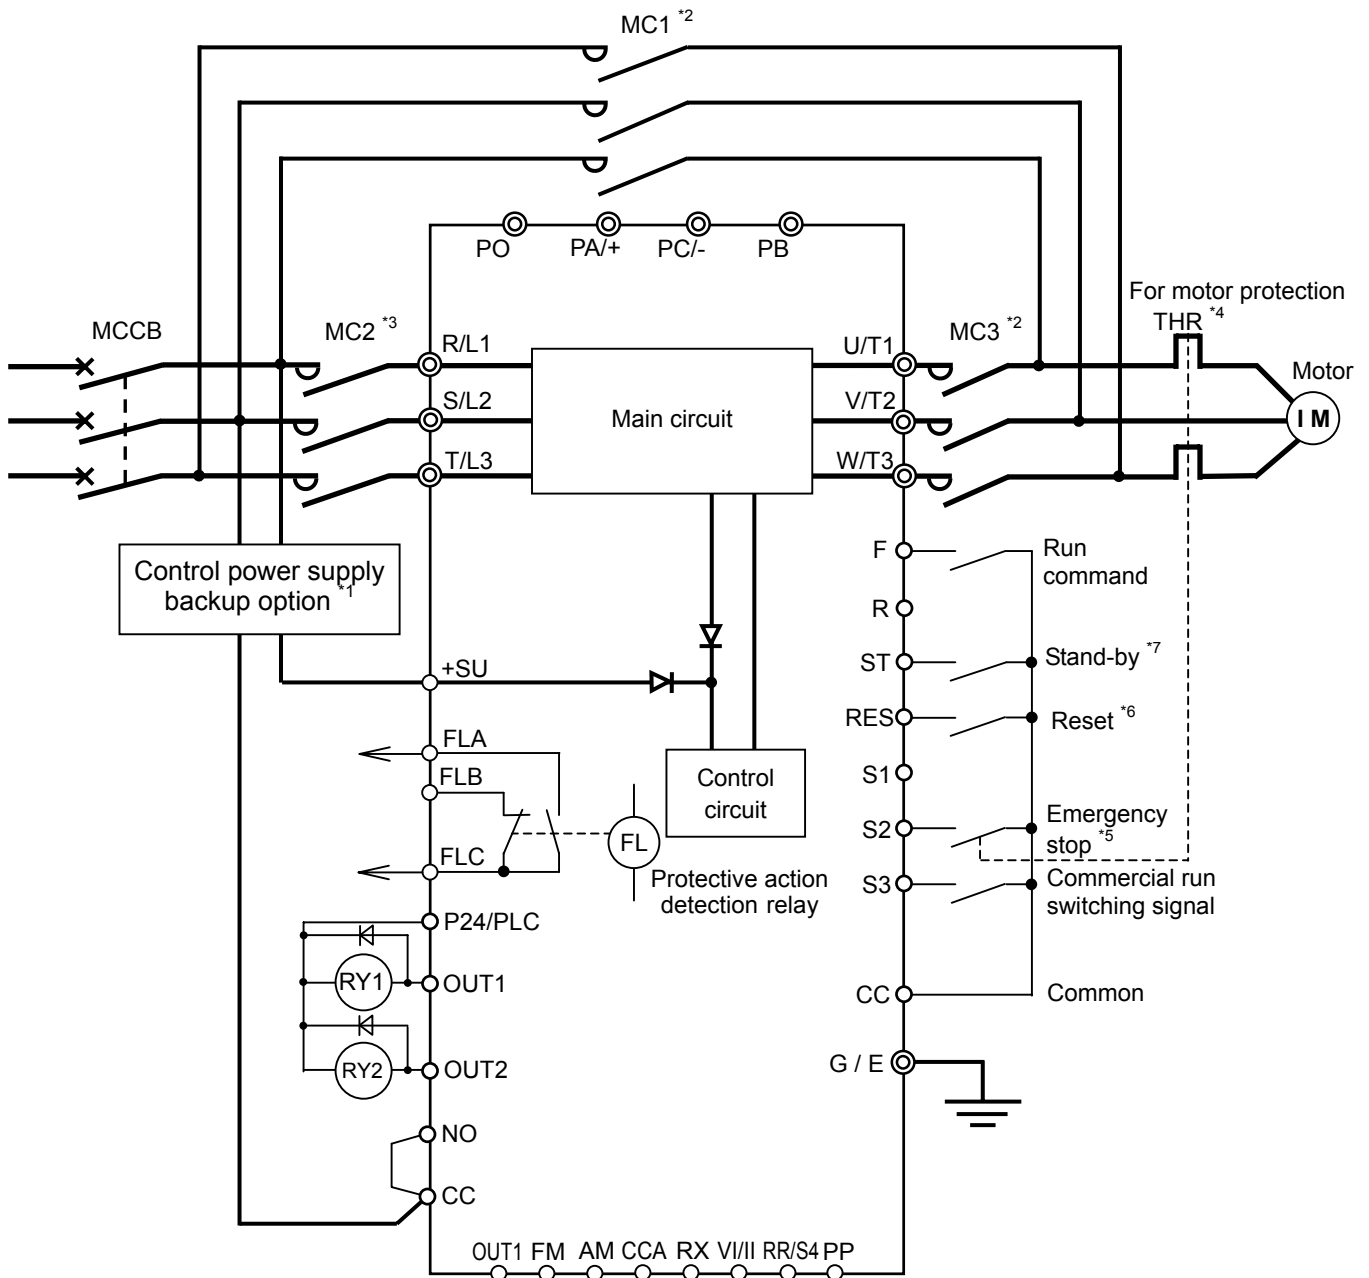 MC1 *2
PO
PA/+
PC/-
PB
For motor protection
THR *4
MCCB
MC2 *3
R/L1
U/T1
MC3 *2
Motor
S/L2
Main circuit
V/T2
I M
T/L3
W/T3
Control power supply
backup option *1
F
Run
command
R
+SU
ST
Stand-by *7
RES
Reset *6
FLA
FLB
Control
circuit
S1
S2
Emergency
stop *5
FL
FLC
Protective action
detection relay
S3
Commercial run
switching signal
P24/PLC
RY1
OUT1
CC
Common
RY2
OUT2
G / E
NO
CC
OUT1 FM AM CCA RX VI/II RR/S4 PP